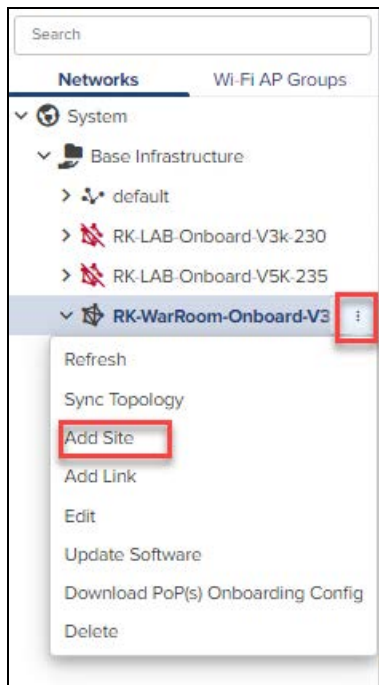 Search
Networks Wi-Fi AP Groups
System
Base Infrastructure
default
RK-LAB-Onboard-V3k-230
RK-LAB-Onboard-V5K-235
RK-WarRoom-Onboard-V3
Refresh
Sync Topology
Add Site
Add Link
Edit
Update Software
Download PoP(s) Onboarding Config
Delete